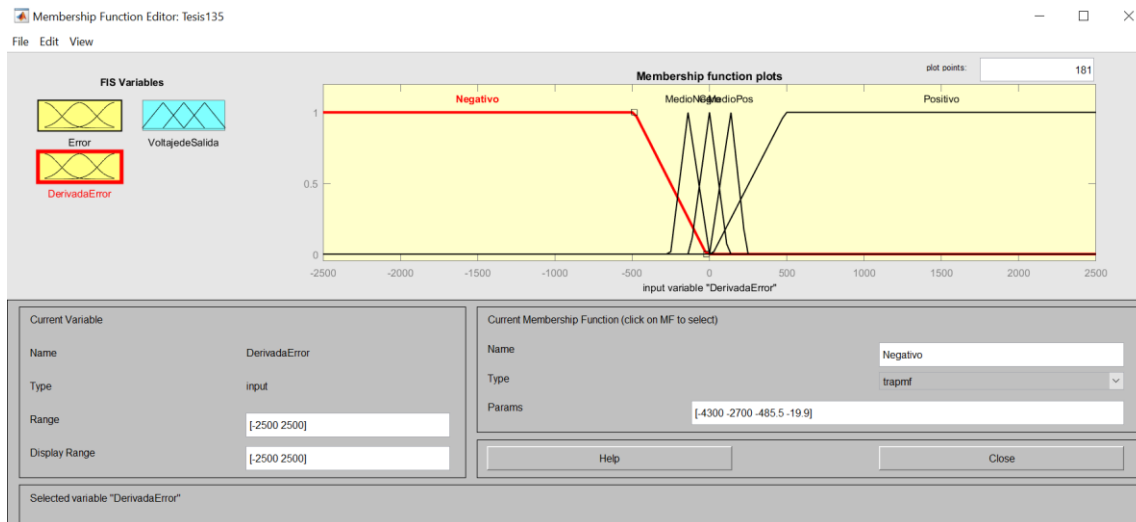 Membership Function Editor: Tesis135
File Edit View
FIS Variables
Error
VoltajedeSalida
DerivadaError
plot points:
181
Membership function plots
Negativo
MedioNeg
MedioPos
Positivo
1
0.5
0
-2500 -2000 -1500 -1000 -500 0 500 1000 1500 2000 2500
input variable "DerivadaError"
Current Variable
Name DerivadaError
Type input
Range [-2500 2500]
Display Range [-2500 2500]
Current Membership Function (click on MF to select)
Name Negativo
Type trapmf
Params [-4300 -2700 -485.5 -19.9]
Help Close
Selected variable "DerivadaError"